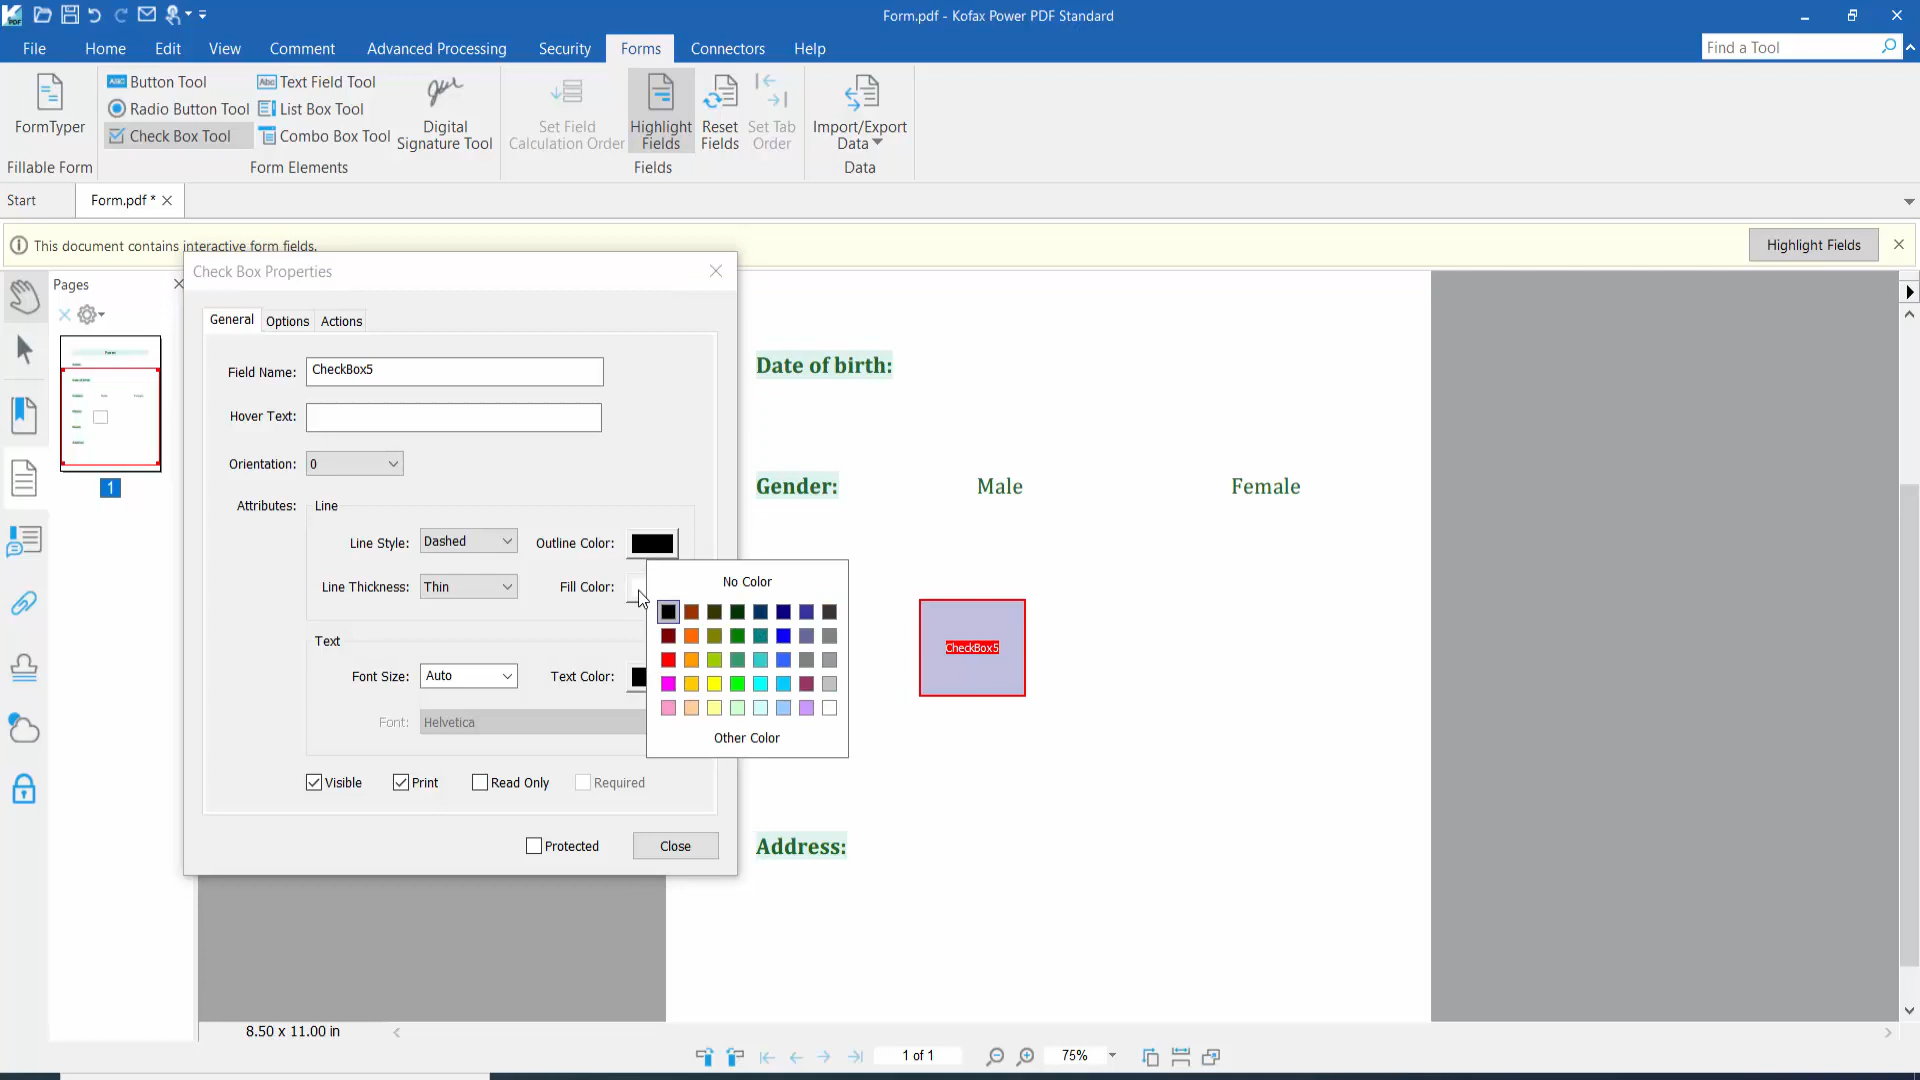 Form.pdf - Kofax Power PDF Standard
File Home Edit View Comment Advanced Processing Security Forms Connectors Help
Find a Tool
FormTyper
Fillable Form
Button Tool
Radio Button Tool
Check Box Tool
Text Field Tool
List Box Tool
Combo Box Tool
Digital
Signature Tool
Form Elements
Set Field
Calculation Order
Highlight
Fields
Reset
Fields
Set Tab
Order
Fields
Import/Export
Data
Data
Start
Form.pdf *
This document contains interactive form fields.
Highlight Fields
Pages
1
Check Box Properties
General Options Actions
Field Name: CheckBox5
Hover Text:
Orientation: 0
Attributes: Line
Line Style: Dashed Outline Color:
Line Thickness: Thin Fill Color:
Text
Font Size: Auto Text Color:
Font: Helvetica
Visible Print Read Only Required
Protected Close
No Color
Other Color
Date of birth:
Gender: Male Female
CheckBox5
Address:
8.50 x 11.00 in
1 of 1
75%